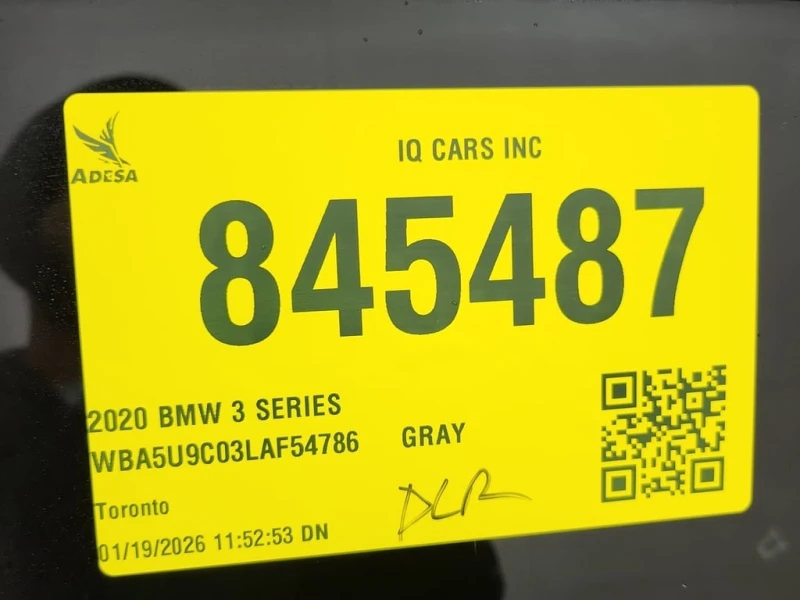 ADESA
IQ CARS INC
845487
2020 BMW 3 SERIES
WBA5U9C03LAF54786
GRAY
DLR
Toronto
01/19/2026 11:52:53 DN